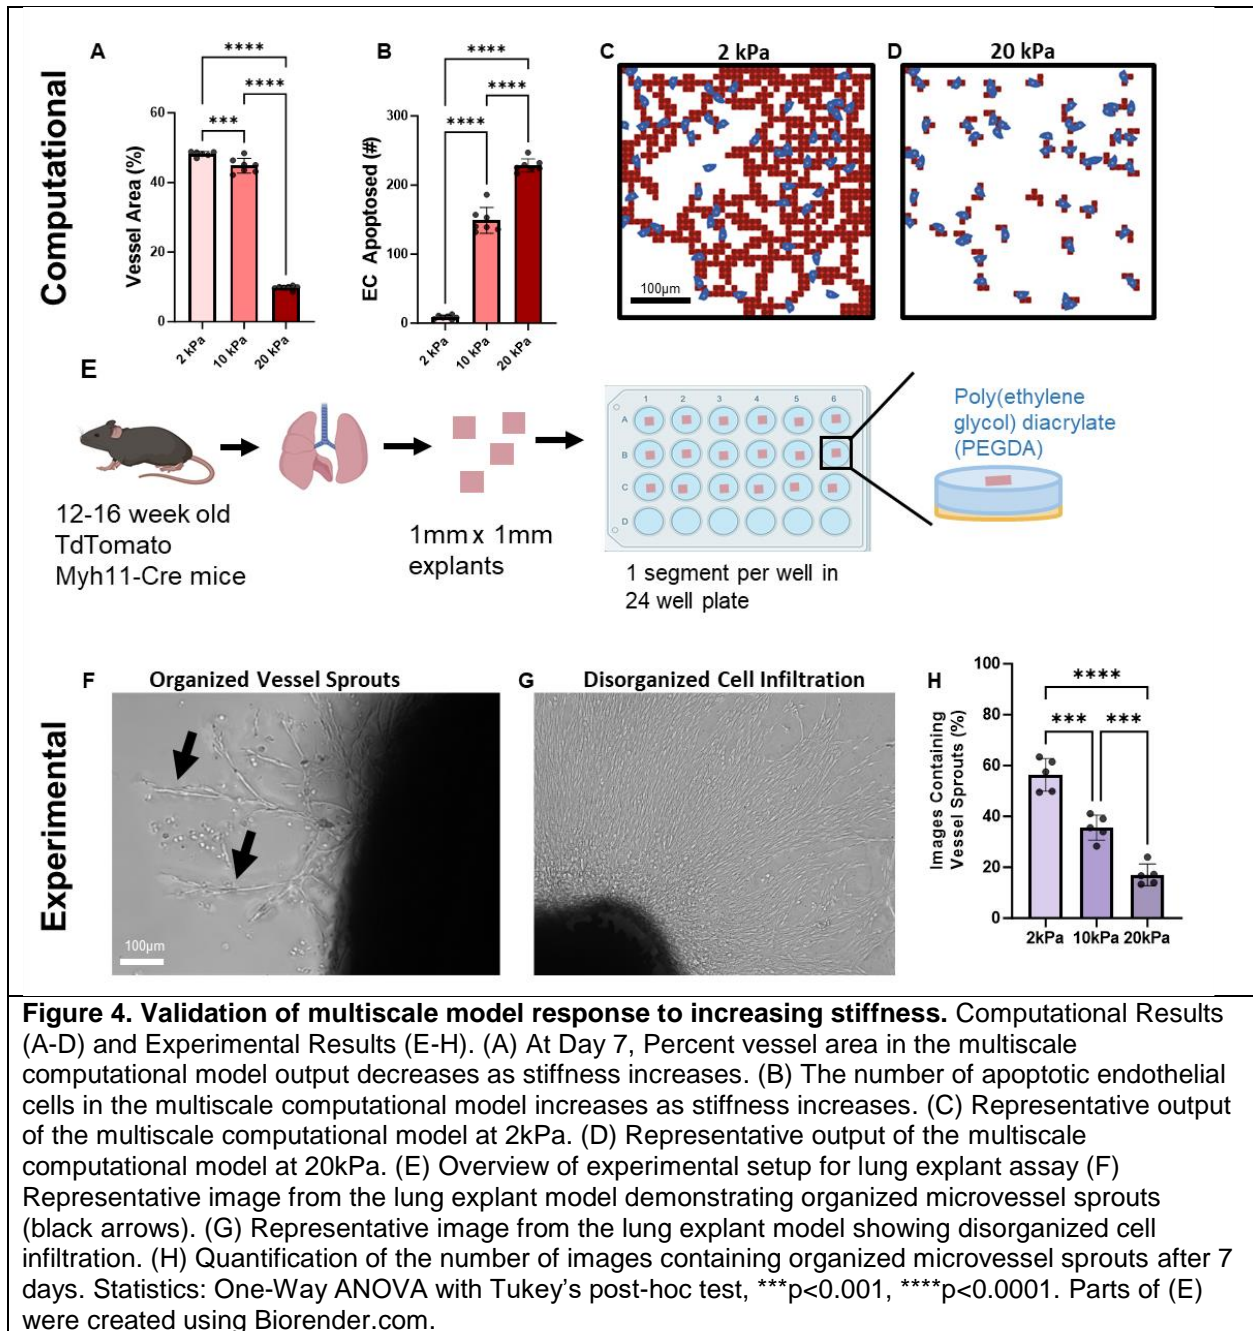 Computational
A
****
****
***
Vessel Area (%)
60
40
20
0
2 kPa
10 kPa
20 kPa
B
****
****
****
EC Apoptosed (#)
300
200
100
0
2 kPa
10 kPa
20 kPa
C
2 kPa
100µm
D
20 kPa
E
12-16 week old
TdTomato
Myh11-Cre mice
1mm x 1mm
explants
1 2 3 4 5 6
A
B
C
D
1 segment per well in
24 well plate
Poly(ethylene
glycol) diacrylate
(PEGDA)
Experimental
F
Organized Vessel Sprouts
100µm
G
Disorganized Cell Infiltration
H
****
*** ***
Images Containing
Vessel Sprouts (%)
100
80
60
40
20
0
2kPa 10kPa 20kPa
Figure 4. Validation of multiscale model response to increasing stiffness. Computational Results
(A-D) and Experimental Results (E-H). (A) At Day 7, Percent vessel area in the multiscale
computational model output decreases as stiffness increases. (B) The number of apoptotic endothelial
cells in the multiscale computational model increases as stiffness increases. (C) Representative output
of the multiscale computational model at 2kPa. (D) Representative output of the multiscale
computational model at 20kPa. (E) Overview of experimental setup for lung explant assay (F)
Representative image from the lung explant model demonstrating organized microvessel sprouts
(black arrows). (G) Representative image from the lung explant model showing disorganized cell
infiltration. (H) Quantification of the number of images containing organized microvessel sprouts after 7
days. Statistics: One-Way ANOVA with Tukey’s post-hoc test, ***p<0.001, ****p<0.0001. Parts of (E)
were created using Biorender.com.